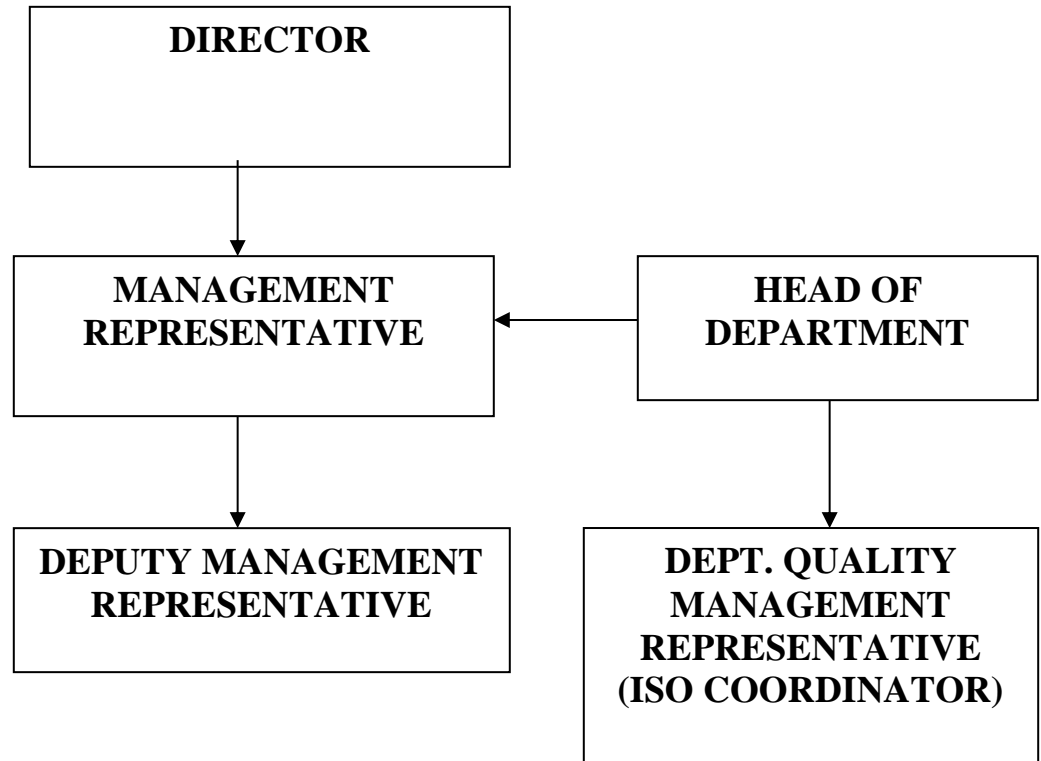 DIRECTOR
MANAGEMENT
REPRESENTATIVE
HEAD OF
DEPARTMENT
DEPUTY MANAGEMENT
REPRESENTATIVE
DEPT. QUALITY
MANAGEMENT
REPRESENTATIVE
(ISO COORDINATOR)